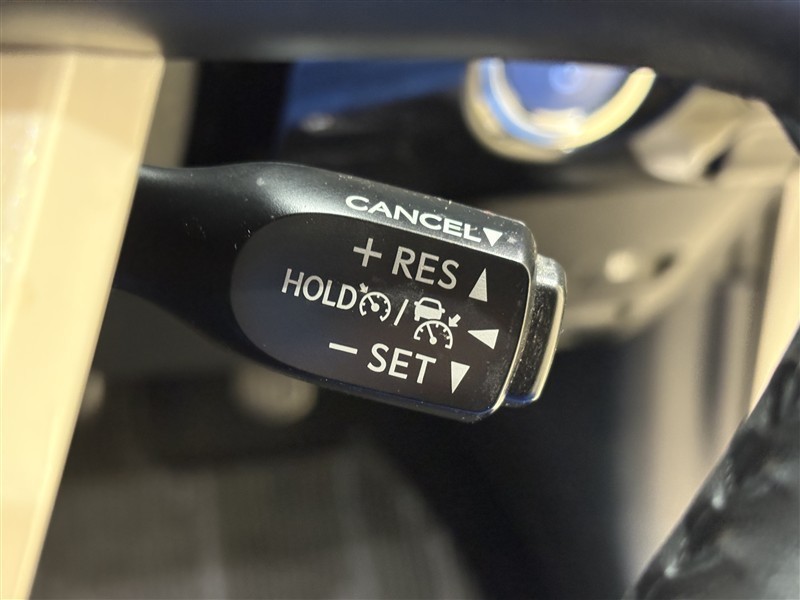 CANCEL▼
+ RES ▲
HOLD / ◀
− SET ▼